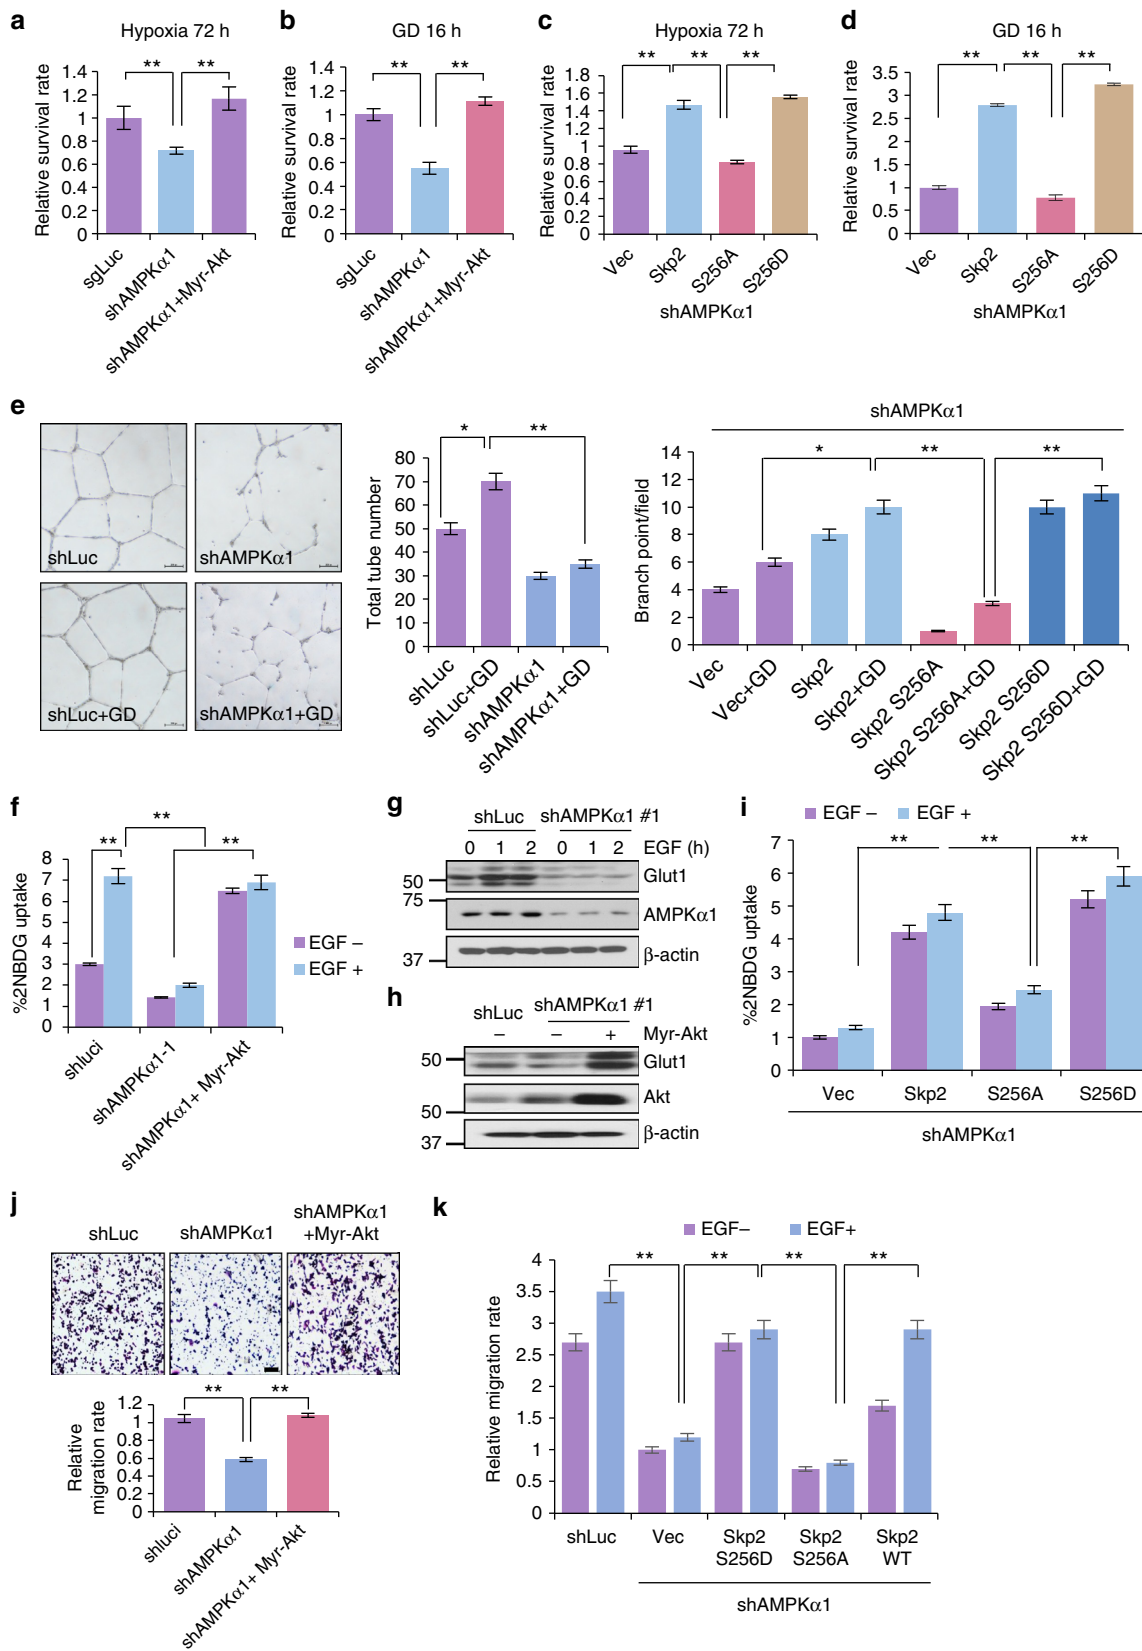 a
Hypoxia 72 h
**
**
Relative survival rate
1.4
1.2
1
0.8
0.6
0.4
0.2
0
sgLuc
shAMPKα1
shAMPKα1+Myr-Akt
b
GD 16 h
**
**
Relative survival rate
1.4
1.2
1
0.8
0.6
0.4
0.2
0
sgLuc
shAMPKα1
shAMPKα1+Myr-Akt
c
Hypoxia 72 h
**
**
**
Relative survival rate
1.8
1.6
1.4
1.2
1
0.8
0.6
0.4
0.2
0
Vec
Skp2
S256A
S256D
shAMPKα1
d
GD 16 h
**
**
**
Relative survival rate
3.5
3
2.5
2
1.5
1
0.5
0
Vec
Skp2
S256A
S256D
shAMPKα1
e
shLuc
shAMPKα1
shLuc+GD
shAMPKα1+GD
*
**
Total tube number
80
70
60
50
40
30
20
10
0
shLuc
shLuc+GD
shAMPKα1
shAMPKα1+GD
shAMPKα1
*
**
**
Branch point/field
14
12
10
8
6
4
2
0
Vec
Vec+GD
Skp2
Skp2+GD
Skp2 S256A
Skp2 S256A+GD
Skp2 S256D
Skp2 S256D+GD
f
**
**
**
%2NBDG uptake
8
7
6
5
4
3
2
1
0
EGF –
EGF +
shluci
shAMPKα1-1
shAMPKα1+ Myr-Akt
g
shLuc
shAMPKα1 #1
0 1 2 0 1 2 EGF (h)
50
Glut1
75
AMPKα1
37
β-actin
h
shLuc
shAMPKα1 #1
– – + Myr-Akt
50
Glut1
50
Akt
37
β-actin
i
EGF –
EGF +
**
**
**
%2NBDG uptake
7
6
5
4
3
2
1
0
Vec
Skp2
S256A
S256D
shAMPKα1
j
shLuc
shAMPKα1
shAMPKα1
+Myr-Akt
**
**
Relative
migration rate
1.2
1
0.8
0.6
0.4
0.2
0
shluci
shAMPKα1
shAMPKα1+ Myr-Akt
k
EGF–
EGF+
**
**
**
**
Relative migration rate
4
3.5
3
2.5
2
1.5
1
0.5
0
shLuc
Vec
Skp2
S256D
Skp2
S256A
Skp2
WT
shAMPKα1